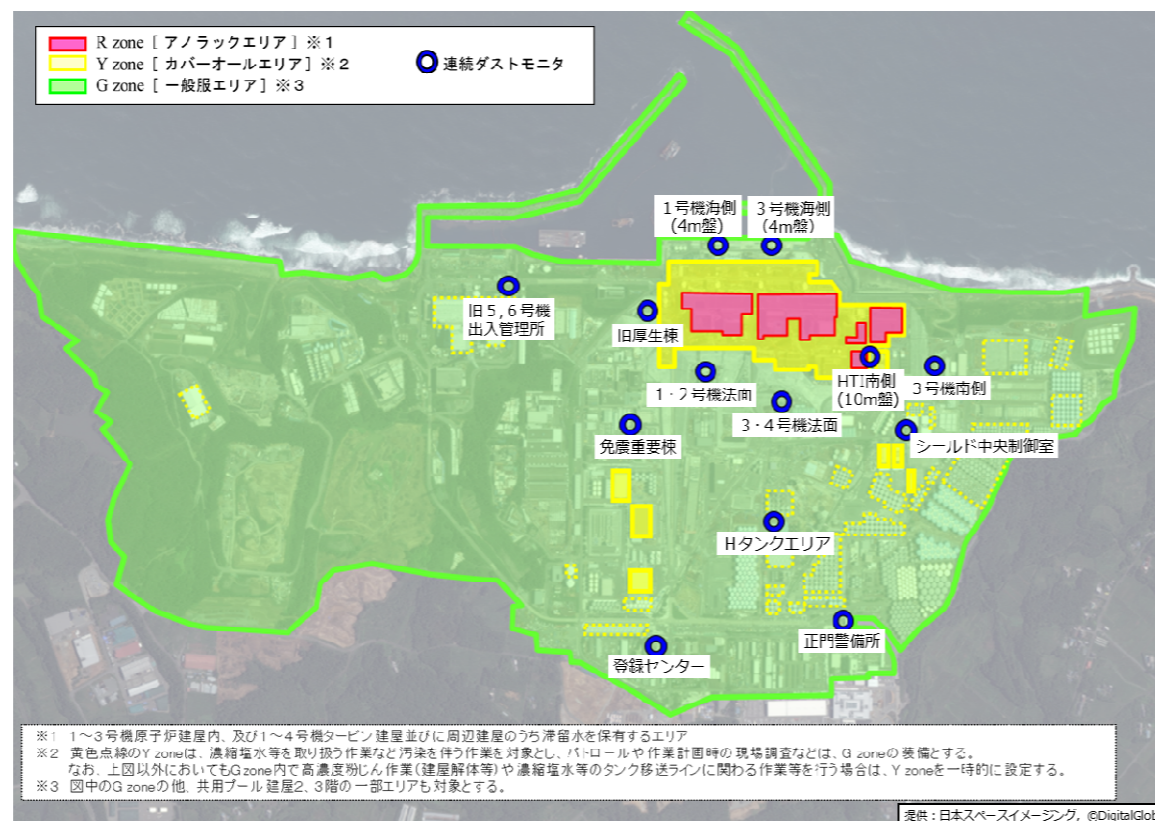 R zone [ アノラックエリア ] ※1
Y zone [ カバーオールエリア ] ※2
G zone [ 一般服エリア ] ※3
連続ダストモニタ
1号機海側
(4m盤)
3号機海側
(4m盤)
旧5,6号機
出入管理所
旧厚生棟
1・2号機法面
3・4号機法面
HTI南側
(10m盤)
3号機南側
免震重要棟
シールド中央制御室
Hタンクエリア
正門警備所
登録センター
※1 1~3号機原子炉建屋内、及び1~4号機タービン建屋並びに周辺建屋のうち滞留水を保有するエリア
※2 黄色点線のY zoneは、濃縮塩水等を取り扱う作業など汚染を伴う作業を対象とし、パトロールや作業計画時の現場調査などは、G zoneの装備とする。
なお、上図以外においてもG zone内で高濃度粉じん作業(建屋解体等)や濃縮塩水等のタンク移送ラインに関わる作業等を行う場合は、Y zoneを一時的に設定する。
※3 図中のG zoneの他、共用プール建屋2、3階の一部エリアも対象とする。
提供:日本スペースイメージング, ©DigitalGlob